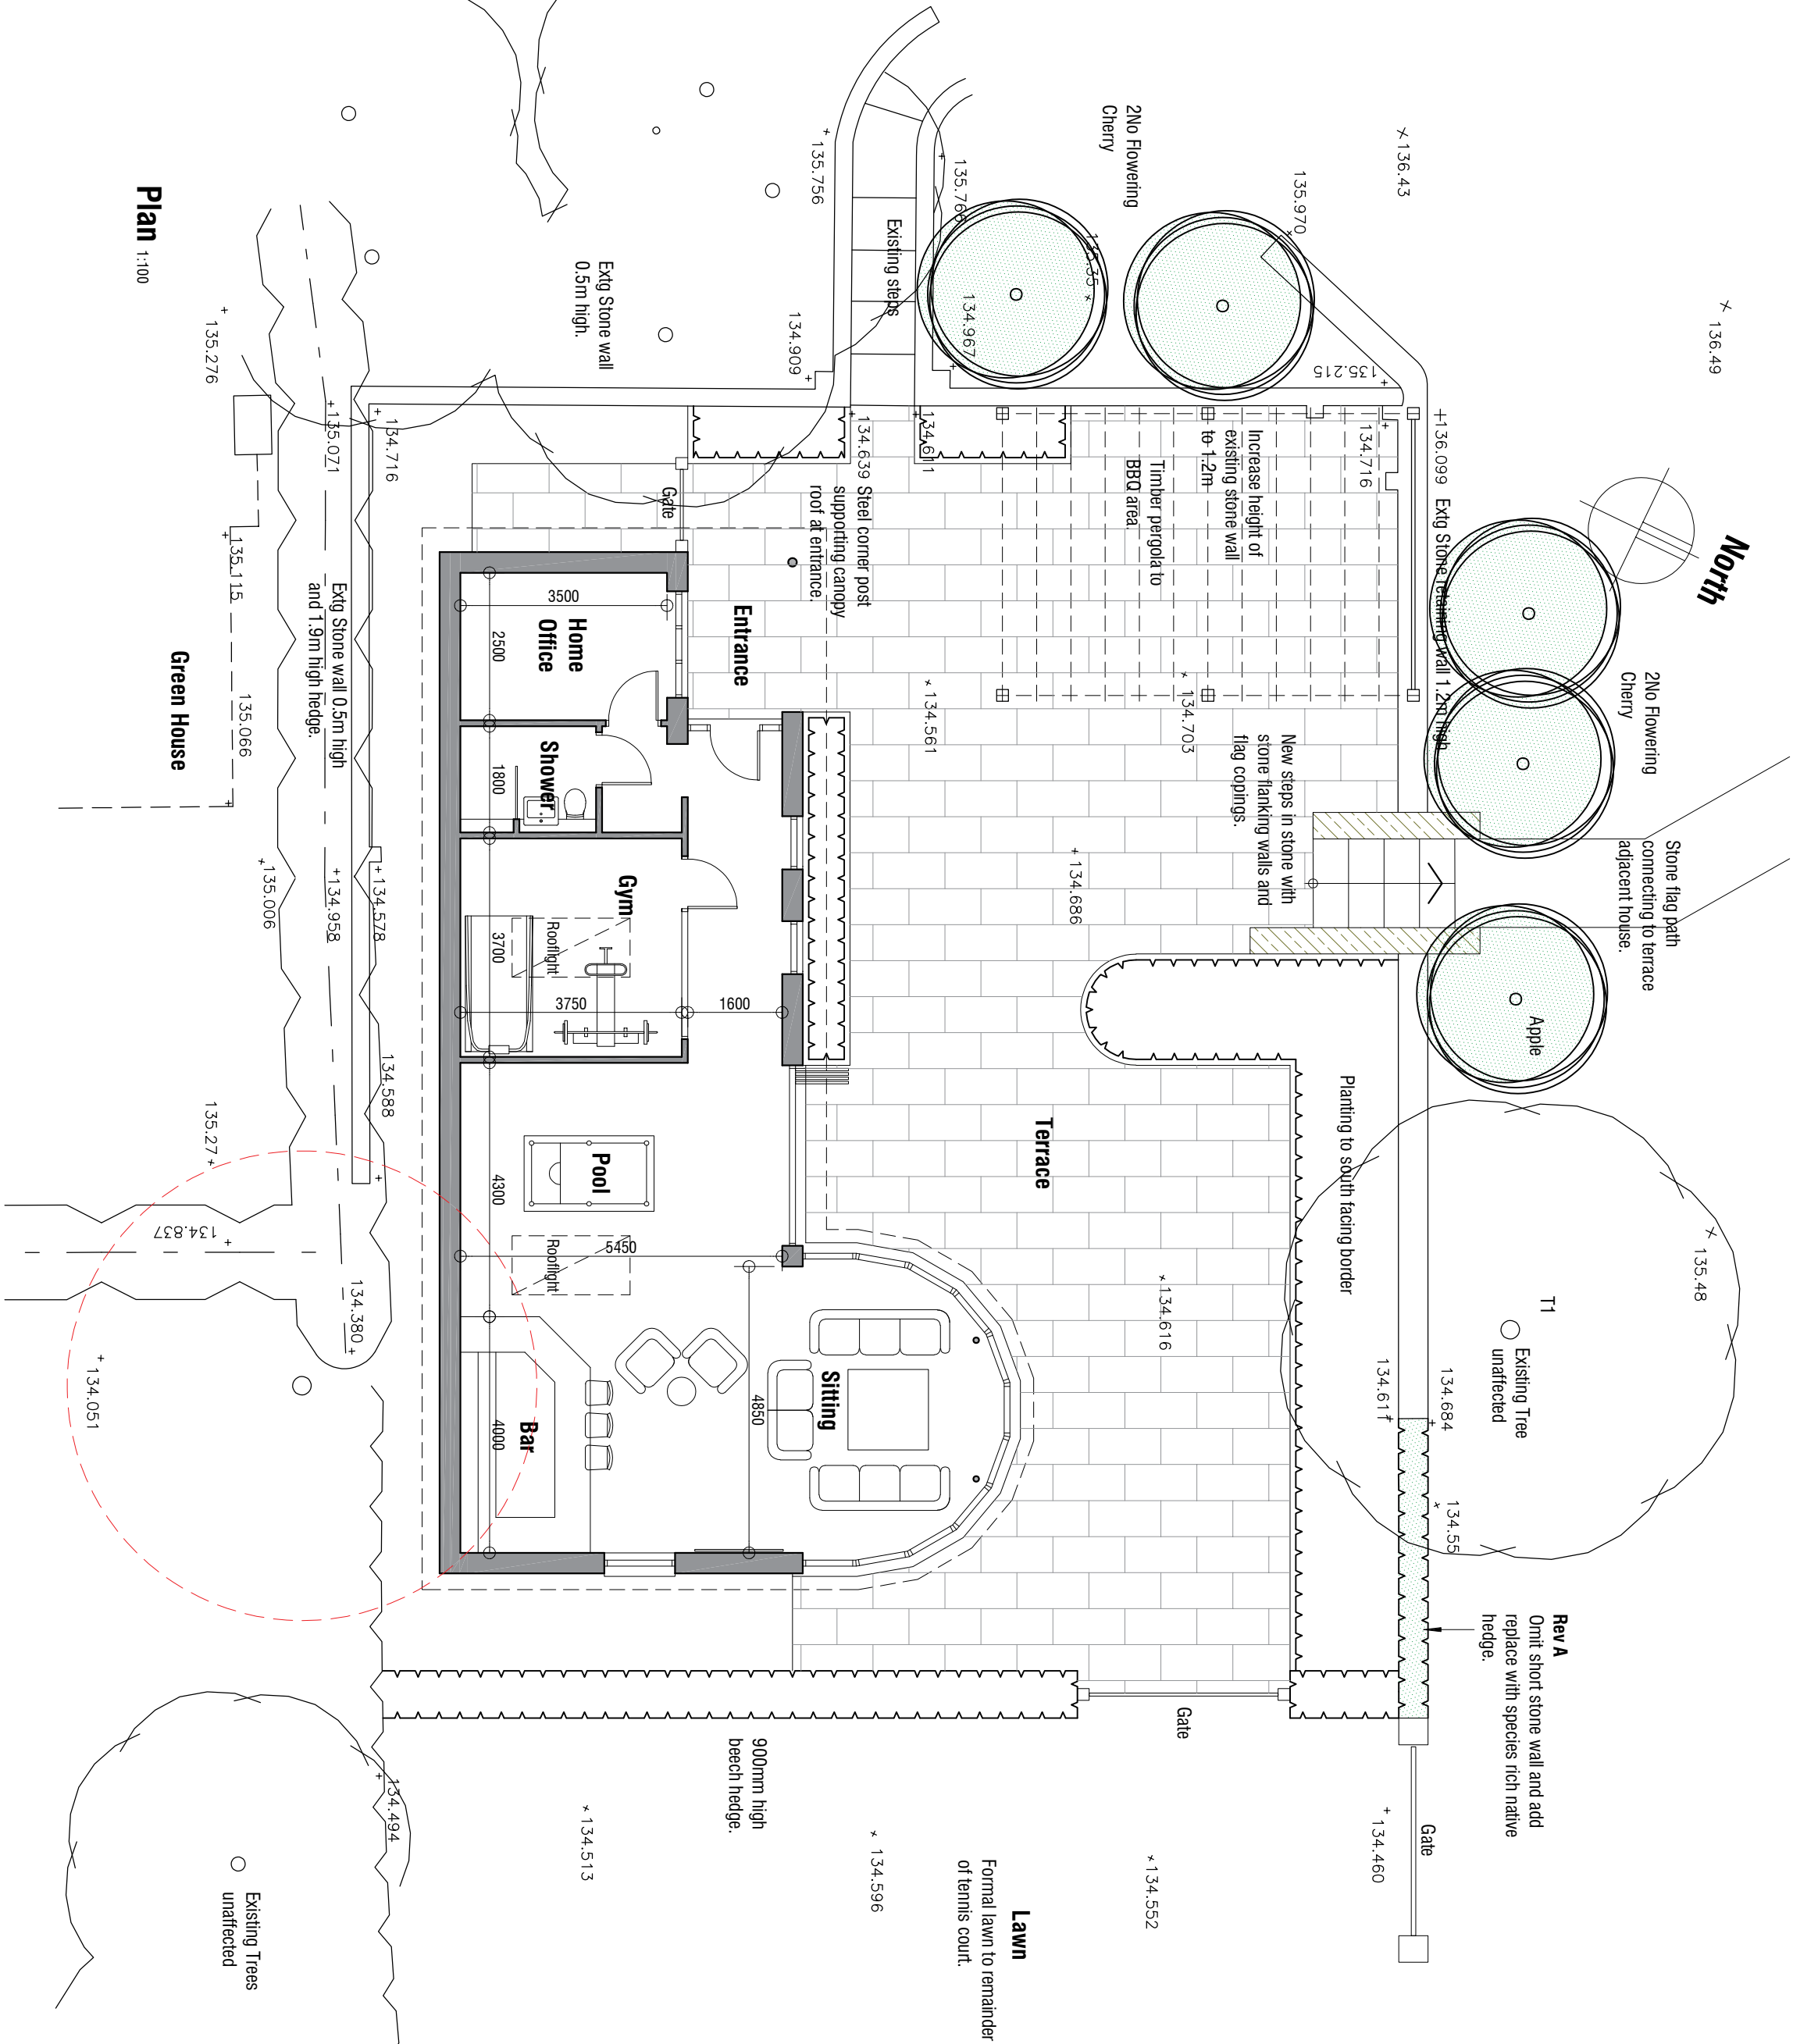 North
136.49
136.43
135.970
135.215
2No Flowering
Cherry
135.766
135.35
134.967
135.756
Existing steps
134.909
Extg Stone wall
0.5m high.
Plan 1:100
135.276
2No Flowering
Cherry
136.099
Extg Stone retaining wall 1.2m high
134.716
Increase height of
existing stone wall
to 1.2m
Timber pergola to
BBQ area.
134.611
134.639
Steel corner post
supporting canopy
roof at entrance.
Gate
134.716
135.071
135.115
135.066
Extg Stone wall 0.5m high
and 1.9m high hedge.
Green House
Stone flag path
connecting to terrace
adjacent house.
New steps in stone with
stone flanking walls and
flag copings.
134.703
134.561
134.686
Entrance
Home
Office
3500
2500
Shower
1800
Gym
Rooflight
3700
3750
1600
134.578
134.958
135.006
134.588
135.27
Apple
Planting to south facing border
Terrace
Pool
4300
Rooflight
5450
134.837
134.380
134.051
135.48
T1
Existing Tree
unaffected
134.684
134.611
134.55
134.616
Sitting
4850
Bar
4000
Rev A
Omit short stone wall and add
replace with species rich native
hedge.
Gate
Gate
134.460
134.552
134.596
134.513
134.494
900mm high
beech hedge.
Lawn
Formal lawn to remainder
of tennis court.
Existing Trees
unaffected